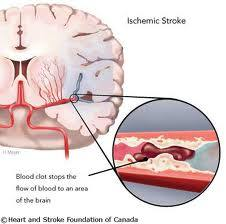 Ischemic Stroke
Blood clot stops the
flow of blood to an area
of the brain
©Heart and Stroke Foundation of Canada